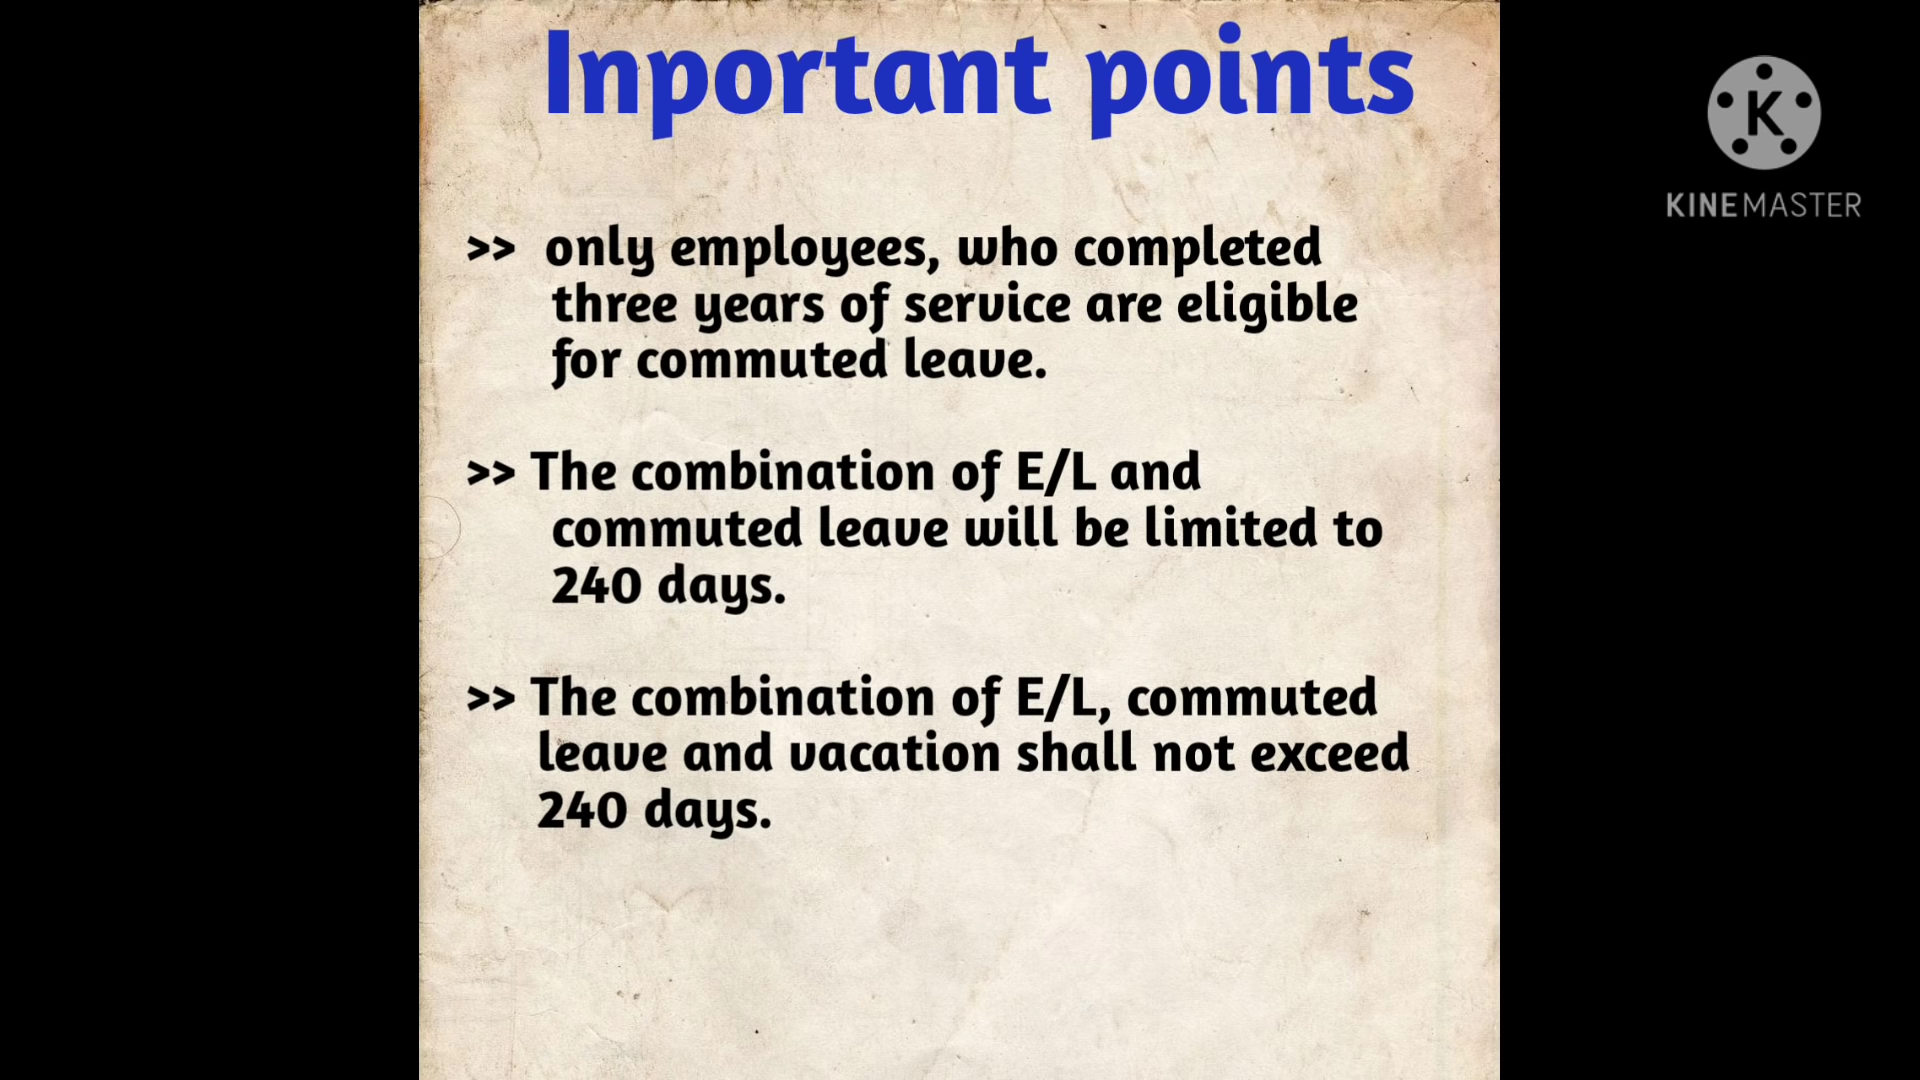 Inportant points
KINEMASTER
>> only employees, who completed
three years of service are eligible
for commuted leave.
>> The combination of E/L and
commuted leave will be limited to
240 days.
>> The combination of E/L, commuted
leave and vacation shall not exceed
240 days.